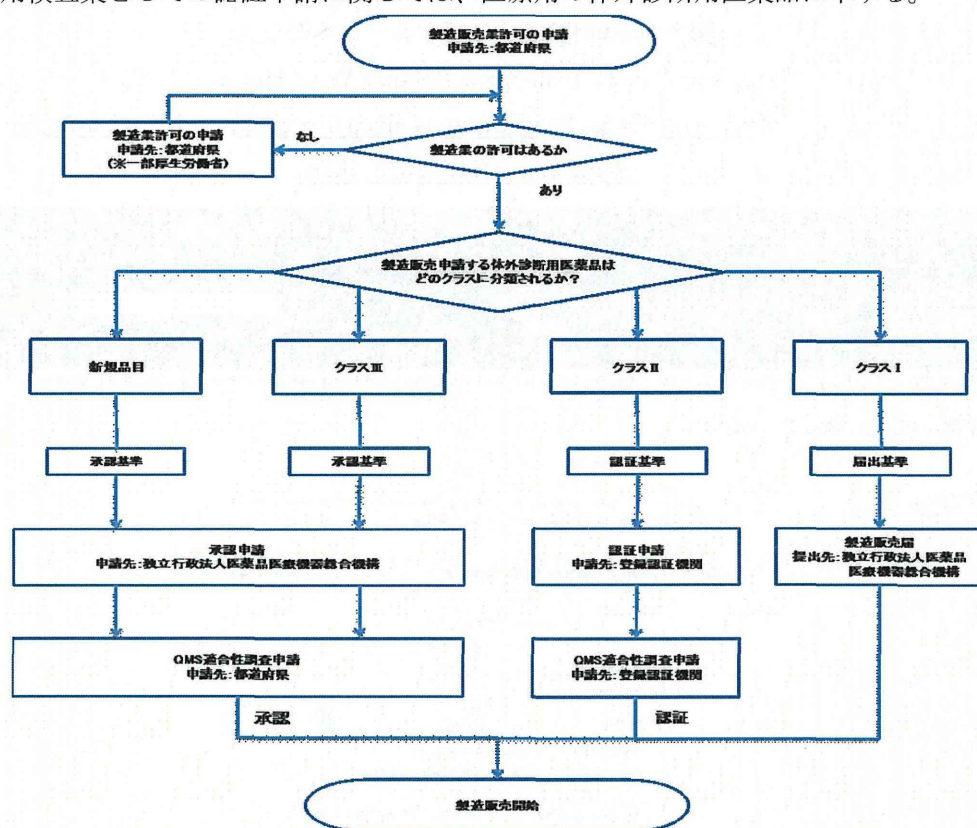 製造販売業許可の申請
申請先:都道府県
製造業許可の申請
申請先:都道府県
(※一部厚生労働省)
なし
製造業の許可はあるか
あり
製造販売申請する体外診断用医薬品は
どのクラスに分類されるか?
新規品目
クラスⅢ
クラスⅡ
クラスⅠ
承認基準
承認基準
認証基準
届出基準
承認申請
申請先:独立行政法人医薬品医療機器総合機構
認証申請
申請先:登録認証機関
製造販売届
提出先:独立行政法人医薬品
医療機器総合機構
QMS適合性調査申請
申請先:都道府県
QMS適合性調査申請
申請先:登録認証機関
承認
認証
製造販売開始